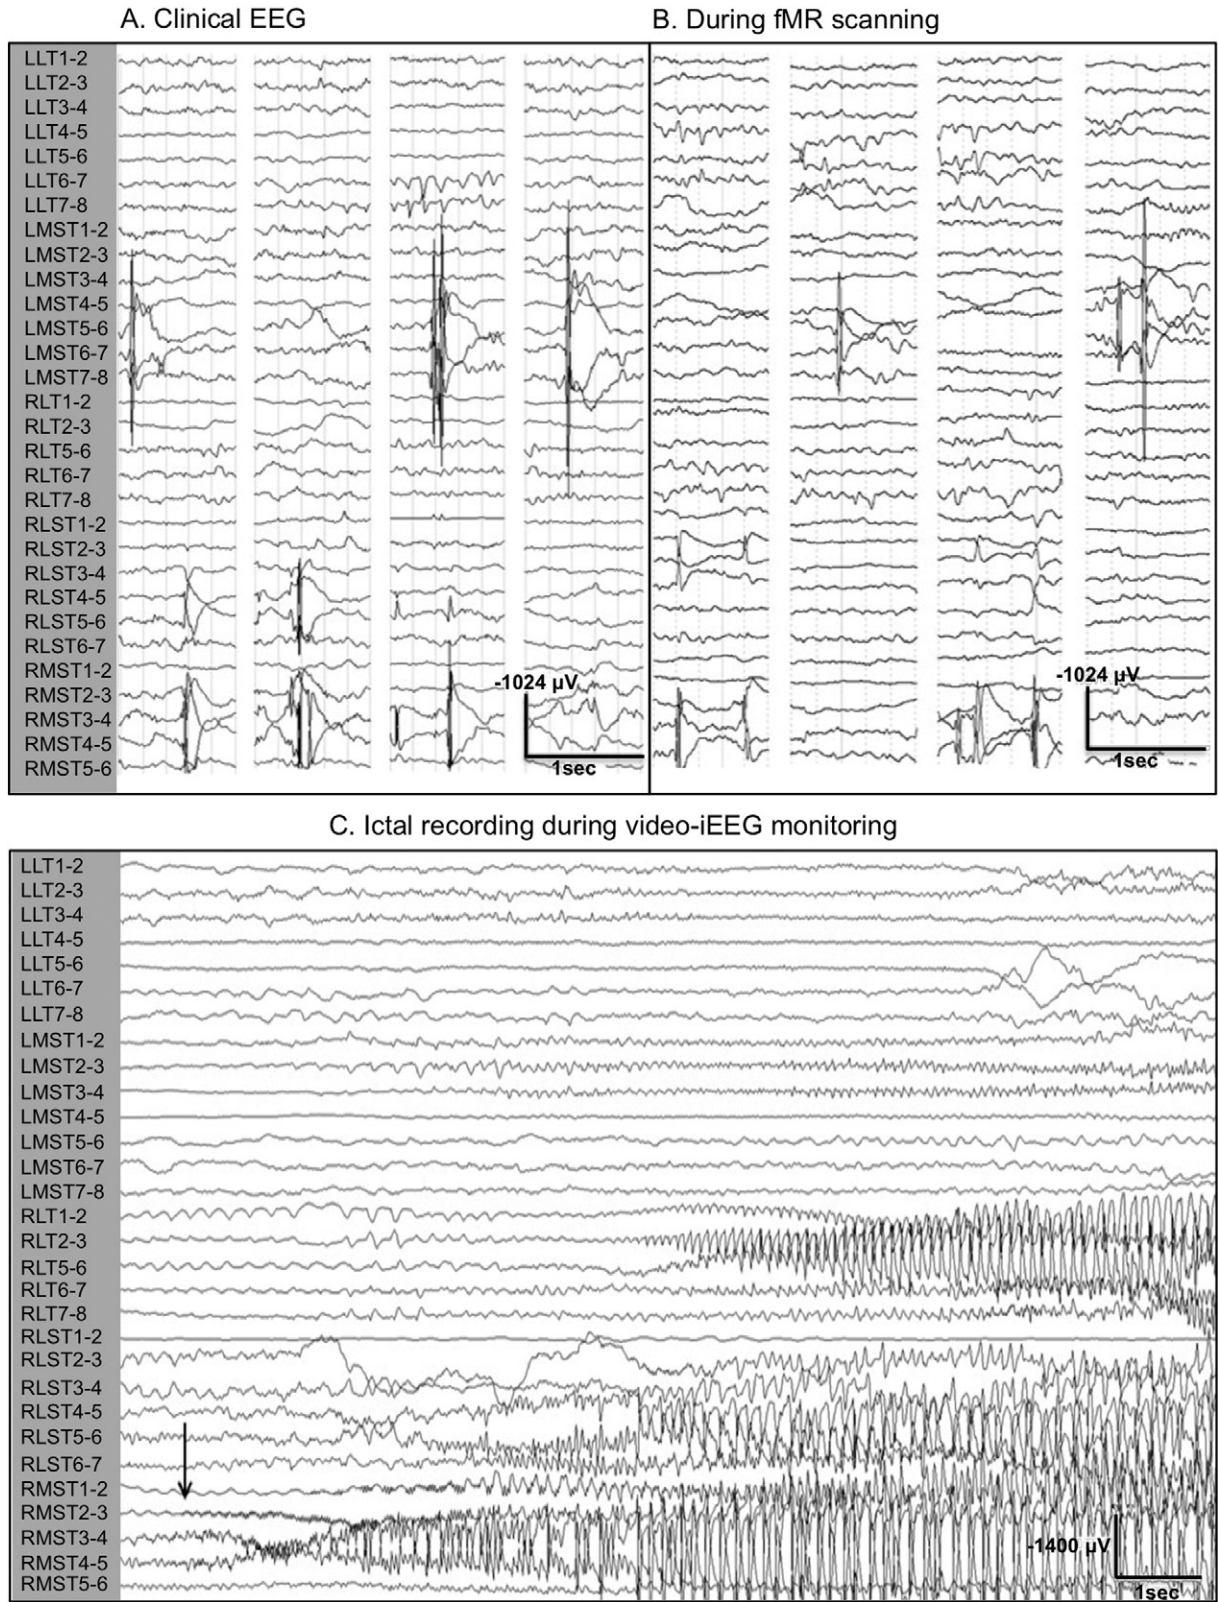 A. Clinical EEG
B. During fMR scanning
LLT1-2
LLT2-3
LLT3-4
LLT4-5
LLT5-6
LLT6-7
LLT7-8
LMST1-2
LMST2-3
LMST3-4
LMST4-5
LMST5-6
LMST6-7
LMST7-8
RLT1-2
RLT2-3
RLT5-6
RLT6-7
RLT7-8
RLST1-2
RLST2-3
RLST3-4
RLST4-5
RLST5-6
RLST6-7
RMST1-2
RMST2-3
RMST3-4
RMST4-5
RMST5-6
-1024 µV
1sec
-1024 µV
1sec
C. Ictal recording during video-iEEG monitoring
LLT1-2
LLT2-3
LLT3-4
LLT4-5
LLT5-6
LLT6-7
LLT7-8
LMST1-2
LMST2-3
LMST3-4
LMST4-5
LMST5-6
LMST6-7
LMST7-8
RLT1-2
RLT2-3
RLT5-6
RLT6-7
RLT7-8
RLST1-2
RLST2-3
RLST3-4
RLST4-5
RLST5-6
RLST6-7
RMST1-2
RMST2-3
RMST3-4
RMST4-5
RMST5-6
-1400 µV
1sec